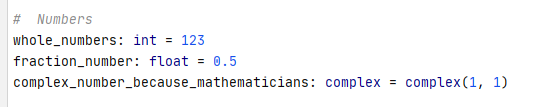 #  Numbers
whole_numbers: int = 123
fraction_number: float = 0.5
complex_number_because_mathematicians: complex = complex(1, 1)